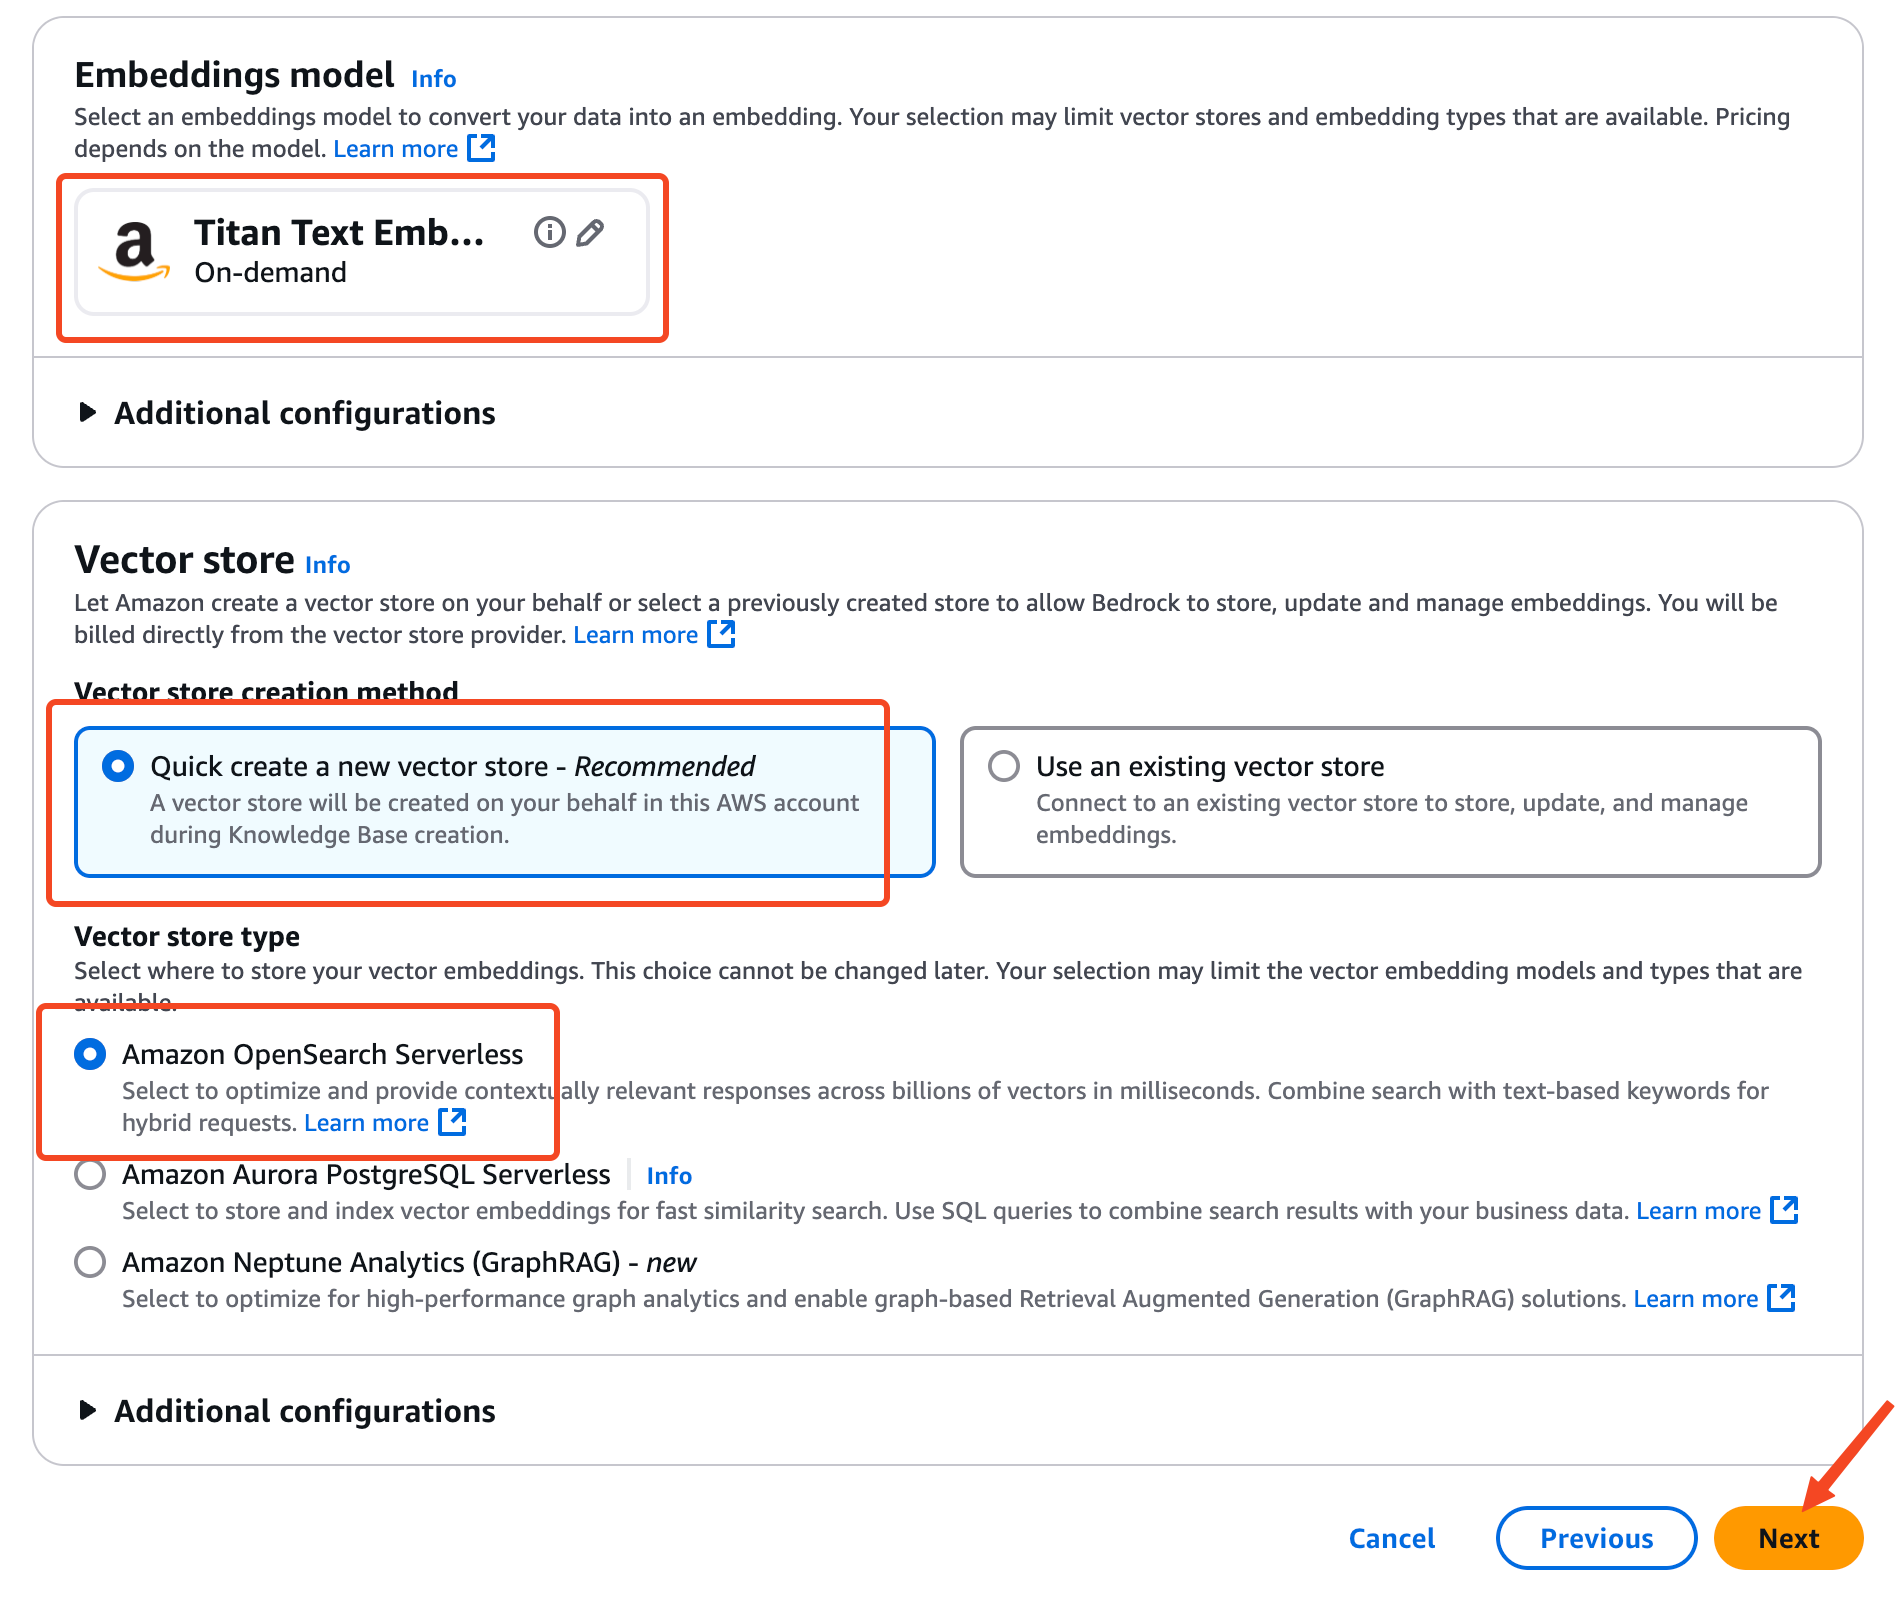 Embeddings model Info
Select an embeddings model to convert your data into an embedding. Your selection may limit vector stores and embedding types that are available. Pricing
depends on the model. Learn more
Titan Text Emb...
On-demand
Additional configurations
Vector store Info
Let Amazon create a vector store on your behalf or select a previously created store to allow Bedrock to store, update and manage embeddings. You will be
billed directly from the vector store provider. Learn more
Vector store creation method
Quick create a new vector store - Recommended
A vector store will be created on your behalf in this AWS account
during Knowledge Base creation.
Use an existing vector store
Connect to an existing vector store to store, update, and manage
embeddings.
Vector store type
Select where to store your vector embeddings. This choice cannot be changed later. Your selection may limit the vector embedding models and types that are
available.
Amazon OpenSearch Serverless
Select to optimize and provide contextually relevant responses across billions of vectors in milliseconds. Combine search with text-based keywords for
hybrid requests. Learn more
Amazon Aurora PostgreSQL Serverless Info
Select to store and index vector embeddings for fast similarity search. Use SQL queries to combine search results with your business data. Learn more
Amazon Neptune Analytics (GraphRAG) - new
Select to optimize for high-performance graph analytics and enable graph-based Retrieval Augmented Generation (GraphRAG) solutions. Learn more
Additional configurations
Cancel
Previous
Next